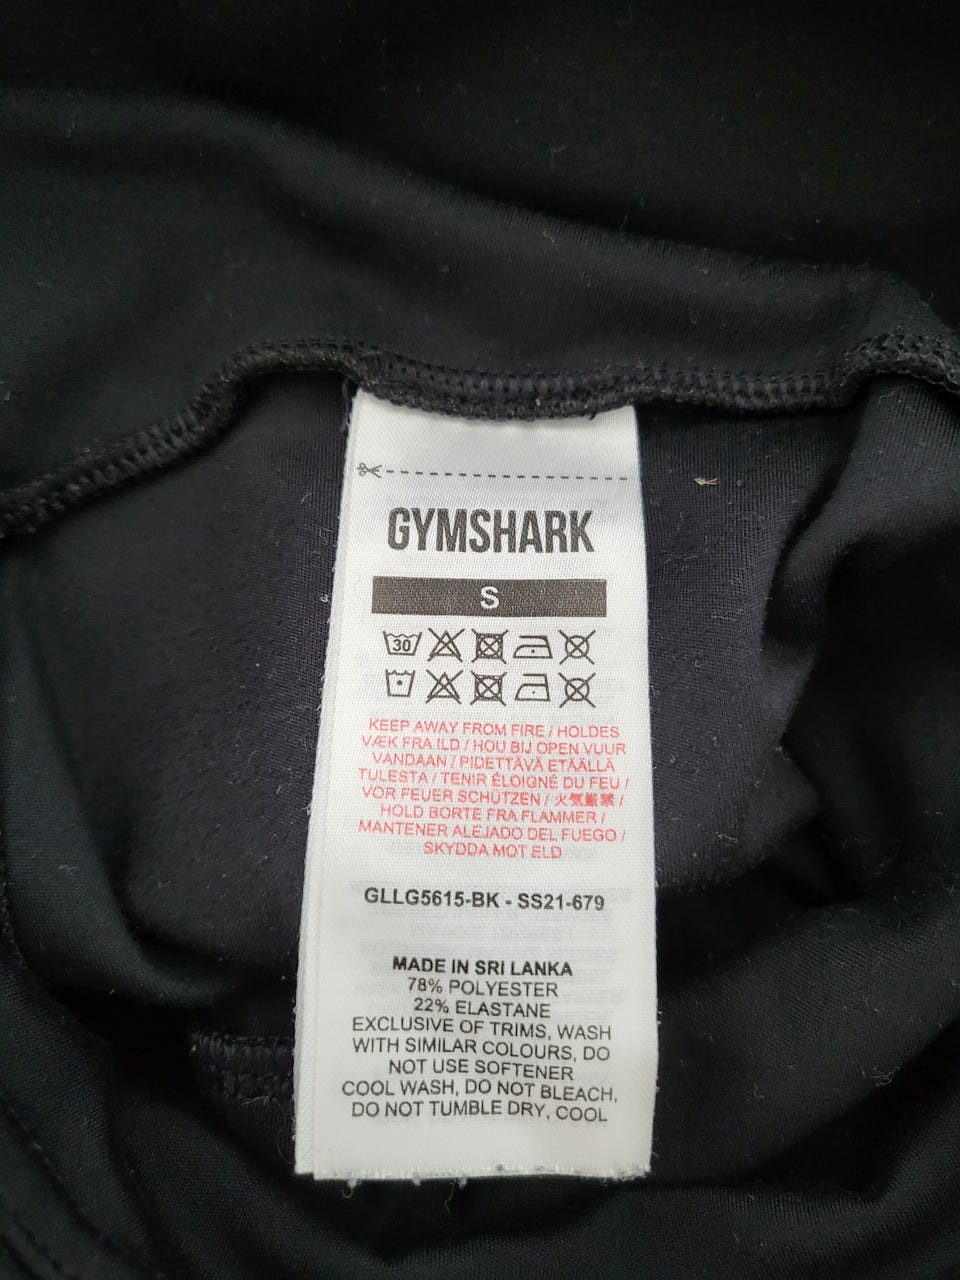 GYMSHARK
S
30
KEEP AWAY FROM FIRE / HOLDES
VÆK FRA ILD / HOU BIJ OPEN VUUR
VANDAAN / PIDETTÄVÄ ETÄÄLLÄ
TULESTA / TENIR ÉLOIGNÉ DU FEU /
VOR FEUER SCHÜTZEN / 火気厳禁 /
HOLD BORTE FRA FLAMMER /
MANTENER ALEJADO DEL FUEGO /
SKYDDA MOT ELD
GLLG5615-BK - SS21-679
MADE IN SRI LANKA
78% POLYESTER
22% ELASTANE
EXCLUSIVE OF TRIMS, WASH
WITH SIMILAR COLOURS, DO
NOT USE SOFTENER
COOL WASH, DO NOT BLEACH,
DO NOT TUMBLE DRY, COOL